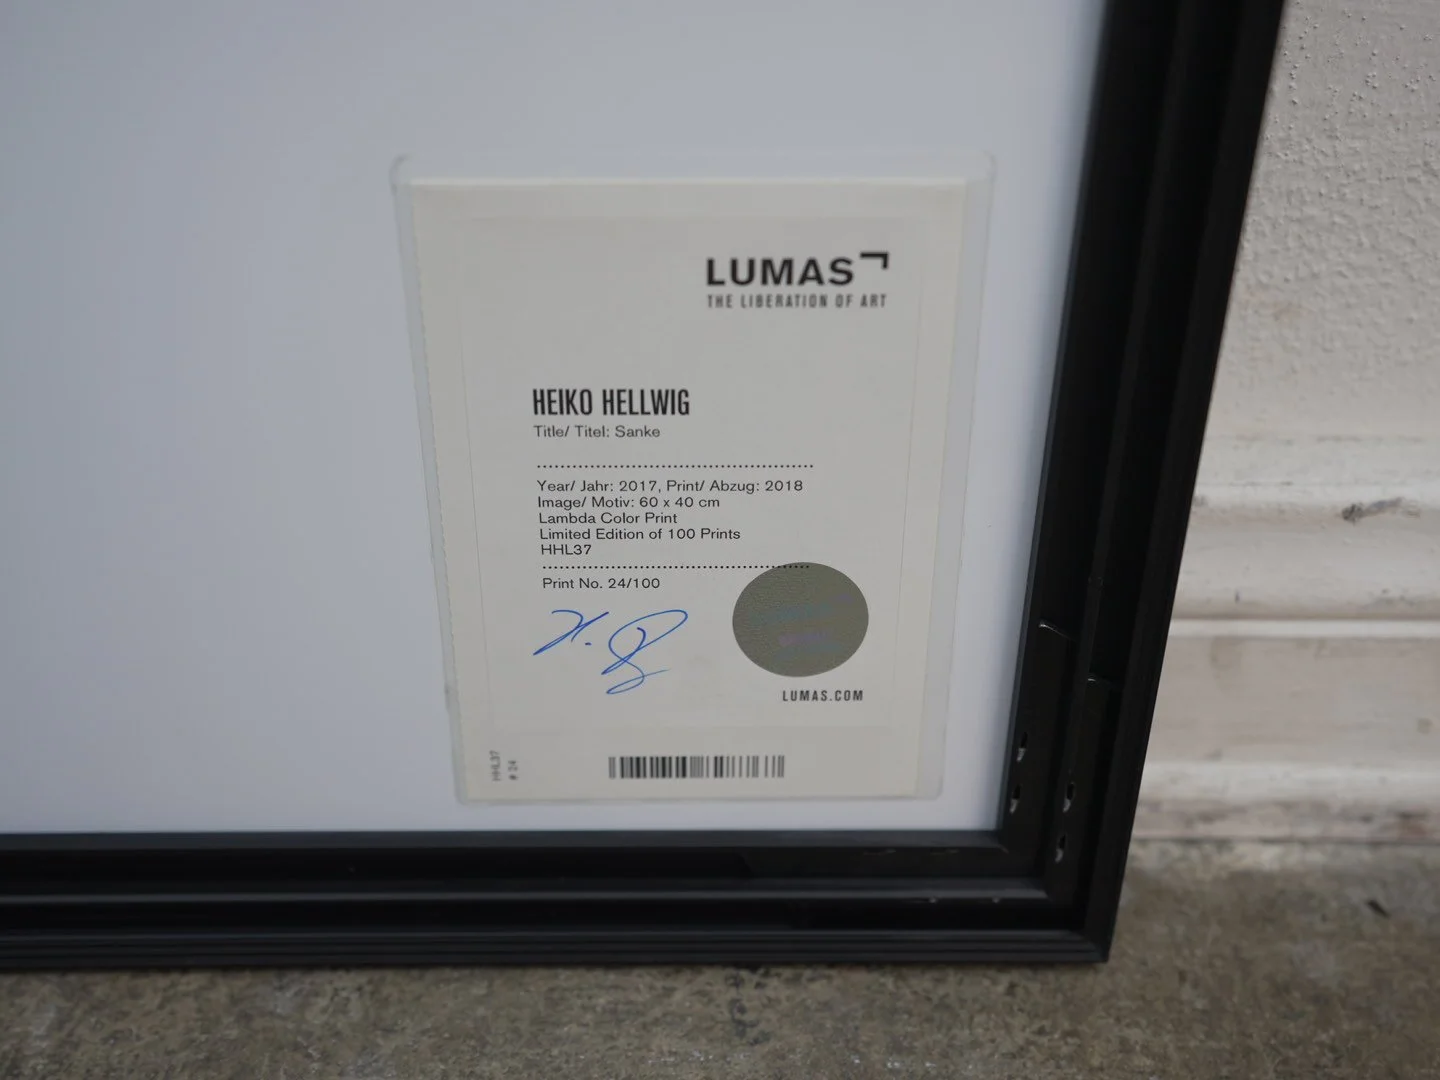 LUMAS
THE LIBERATION OF ART
HEIKO HELLWIG
Title/ Titel: Sanke
Year/ Jahr: 2017, Print/ Abzug: 2018
Image/ Motiv: 60 x 40 cm
Lambda Color Print
Limited Edition of 100 Prints
HHL37
Print No. 24/100
LUMAS.COM
HHL37
# 24